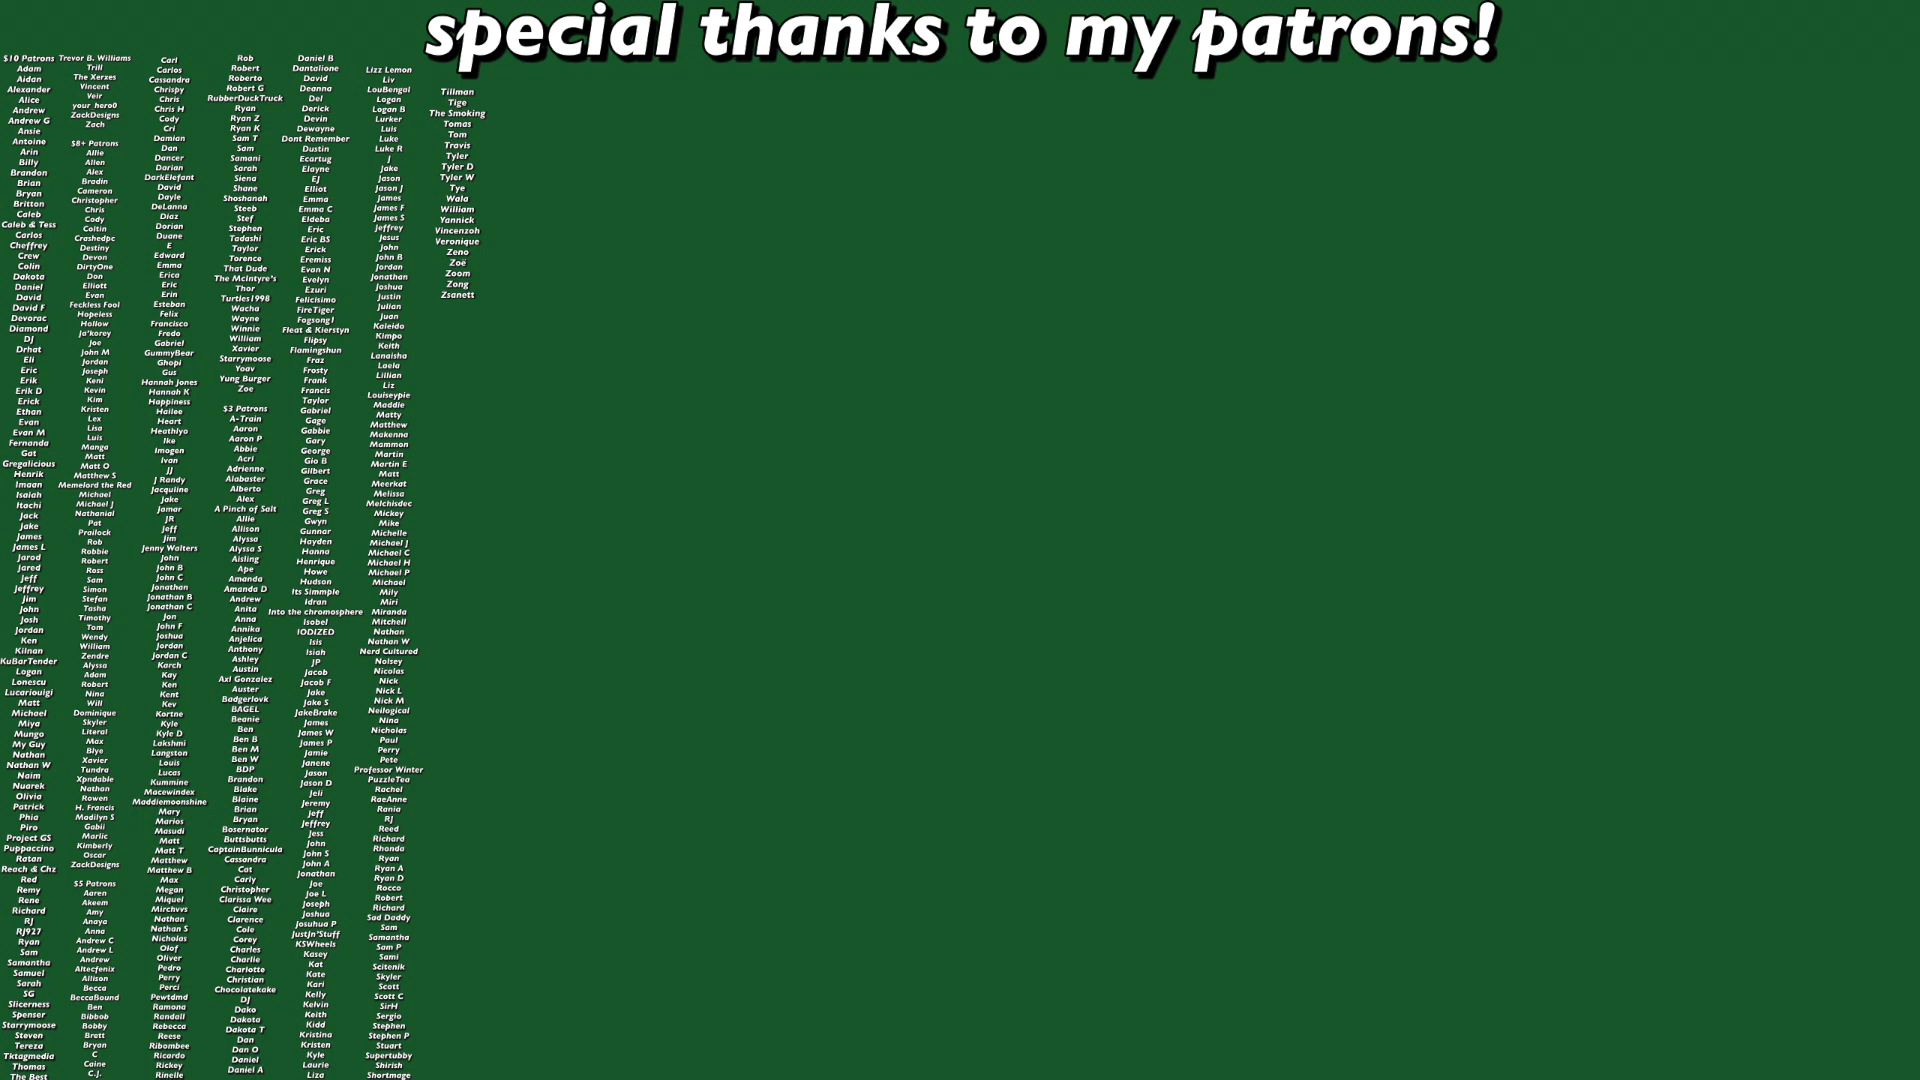 special thanks to my patrons!
$10 Patrons
Adam
Aidan
Alexander
Alice
Andrew
Andrew G
Ansie
Antoine
Arin
Billy
Brandon
Brian
Bryan
Britton
Caleb
Caleb & Tess
Carlos
Cheffrey
Crew
Colin
Dakota
Daniel
David
David F
Devorac
Diamond
DJ
Drhat
Eli
Eric
Erik
Erik D
Erick
Ethan
Evan
Evan M
Fernanda
Gat
Gregalicious
Henrik
Imaan
Isaiah
Itachi
Jack
Jake
James
James L
Jarod
Jared
Jeff
Jeffrey
Jim
John
Josh
Jordan
Ken
Kilnan
KuBarTender
Logan
Lonescu
Lucariouigi
Matt
Michael
Miya
Mungo
My Guy
Nathan
Nathan W
Naim
Nuarek
Olivia
Patrick
Phia
Piro
Project GS
Puppaccino
Ratan
Reach & Chz
Red
Remy
Rene
Richard
RJ
RJ927
Ryan
Sam
Samantha
Samuel
Sarah
SG
Slicerness
Spenser
Starrymoose
Steven
Tereza
Tktagmedia
Thomas
The Best
Trevor B. Williams
Trill
The Xerxes
Vincent
Veir
your_hero0
ZackDesigns
Zach
$8+ Patrons
Allie
Allen
Alex
Bradin
Cameron
Christopher
Chris
Cody
Coltin
Crashedpc
Destiny
Devon
DirtyOne
Don
Elliott
Evan
Feckless Fool
Hopeless
Hollow
Ja'korey
Joe
John M
Jordan
Joseph
Keni
Kevin
Kim
Kristen
Lex
Lisa
Luis
Manga
Matt
Matt O
Matthew S
Memelord the Red
Michael
Michael J
Nathanial
Pat
Prailock
Rob
Robbie
Robert
Ross
Sam
Simon
Stefan
Tasha
Timothy
Tom
Wendy
William
Zendre
Alyssa
Adam
Robert
Nina
Will
Dominique
Skyler
Literal
Max
Blye
Xavier
Tundra
Xpndable
Nathan
Rowen
H. Francis
Madilyn S
Gabii
Marlic
Kimberly
Oscar
ZackDesigns
$5 Patrons
Aaren
Akeem
Amy
Anaya
Anna
Andrew C
Andrew L
Andrew
Altecfenix
Allison
Becca
BeccaBound
Ben
Bibbob
Bobby
Brett
Bryan
C
Caine
C.J.
Carl
Carlos
Cassandra
Chrispy
Chris
Chris H
Cody
Cri
Damian
Dan
Dancer
Darian
DarkElefant
David
Dayle
DeLanna
Diaz
Dorian
Duane
E
Edward
Emma
Erica
Eric
Erin
Esteban
Felix
Francisco
Fredo
Gabriel
GummyBear
Ghopi
Gus
Hannah Jones
Hannah K
Happiness
Hailee
Heart
Heathlyo
Ike
Imogen
Ivan
JJ
J Randy
Jacquline
Jake
Jamar
JR
Jeff
Jim
Jenny Walters
John
John B
John C
Jonathan
Jonathan B
Jonathan C
Jon
John F
Joshua
Jordan
Jordan C
Karch
Kay
Ken
Kent
Kev
Kortne
Kyle
Kyle D
Lakshmi
Langston
Louis
Lucas
Kummine
Macewindex
Maddiemoonshine
Mary
Marios
Masudi
Matt
Matt T
Matthew
Matthew B
Max
Megan
Miquel
Mirchvvs
Nathan
Nathan S
Nicholas
Olof
Oliver
Pedro
Perry
Perci
Pewtdmd
Ramona
Randall
Rebecca
Reese
Ribombee
Ricardo
Rickey
Rinelle
Rob
Robert
Roberto
Robert G
RubberDuckTruck
Ryan
Ryan Z
Ryan K
Sam T
Sam
Samani
Sarah
Siena
Shane
Shoshanah
Steeb
Stef
Stephen
Tadashi
Taylor
Torence
That Dude
The McIntyre's
Thor
Turtles1998
Wacha
Wayne
Winnie
William
Xavier
Starrymoose
Yoav
Yung Burger
Zoe
$3 Patrons
A-Train
Aaron
Aaron P
Abbie
Acri
Adrienne
Alabaster
Alberto
Alex
A Pinch of Salt
Allie
Allison
Alyssa
Alyssa S
Aisling
Ape
Amanda
Amanda D
Andrew
Anita
Anna
Annika
Anjelica
Anthony
Ashley
Austin
Axl Gonzalez
Auster
Badgerlovk
BAGEL
Beanie
Ben
Ben B
Ben M
Ben W
BDP
Brandon
Blake
Blaine
Brian
Bryan
Bosernator
Buttsbutts
CaptainBunnicula
Cassandra
Cat
Carly
Christopher
Clarissa Wee
Claire
Clarence
Cole
Corey
Charles
Charlie
Charlotte
Christian
Chocolatekake
DJ
Dako
Dakota
Dakota T
Dan
Dan O
Daniel
Daniel A
Daniel B
Dantalione
David
Deanna
Del
Derick
Devin
Dewayne
Dont Remember
Dustin
Ecartug
Elayne
EJ
Elliot
Emma
Emma C
Eldeba
Eric
Eric BS
Erick
Eremiss
Evan N
Evelyn
Ezuri
Felicisimo
FireTiger
Fogsong1
Fleat & Kierstyn
Flipsy
Flamingshun
Fraz
Frosty
Frank
Francis
Taylor
Gabriel
Gage
Gabbie
Gary
George
Gio B
Gilbert
Grace
Greg
Greg L
Greg S
Gwyn
Gunnar
Hayden
Hanna
Henrique
Howe
Hudson
Its Simmple
Idran
Into the chromosphere
Isobel
IODIZED
Isis
Isiah
JP
Jacob
Jacob F
Jake
Jake S
JakeBrake
James
James W
James P
Jamie
Janene
Jason
Jason D
Jeli
Jeremy
Jeff
Jeffrey
Jess
John
John S
John A
Jonathan
Joe
Joe L
Joseph
Joshua
Josuhua P
JustJn'Stuff
KSWheels
Kasey
Kat
Kate
Kari
Kelly
Kelvin
Keith
Kidd
Kristina
Kristen
Kyle
Laurie
Liza
Lizz Lemon
Liv
LouBengal
Logan
Logan B
Lurker
Luis
Luke
Luke R
J
Jake
Jason
Jason J
James
James F
James S
Jeffrey
Jesus
John
John B
Jordan
Jonathan
Joshua
Justin
Julian
Juan
Kaleido
Kimpo
Keith
Lanaisha
Laela
Lillian
Liz
Louiseypie
Maddie
Matty
Matthew
Makenna
Mammon
Martin
Martin E
Matt
Meerkat
Melissa
Melchisdec
Mickey
Mike
Michelle
Michael J
Michael C
Michael H
Michael P
Michael
Mily
Miri
Miranda
Mitchell
Nathan
Nathan W
Nerd Cultured
Nolsey
Nicolas
Nick
Nick L
Nick M
Neilogical
Nina
Nicholas
Paul
Perry
Pete
Professor Winter
PuzzleTea
Rachel
RaeAnne
Rania
RJ
Reed
Richard
Rhonda
Ryan
Ryan A
Ryan D
Rocco
Robert
Richard
Sad Daddy
Sam
Samantha
Sam P
Sami
Scitenik
Skyler
Scott
Scott C
SirH
Sergio
Stephen
Stephen P
Stuart
Supertubby
Shirish
Shortmage
Tillman
Tige
The Smoking
Tomas
Tom
Travis
Tyler
Tyler D
Tyler W
Tye
Wala
William
Yannick
Vincenzoh
Veronique
Zeno
Zoë
Zoom
Zong
Zsanett